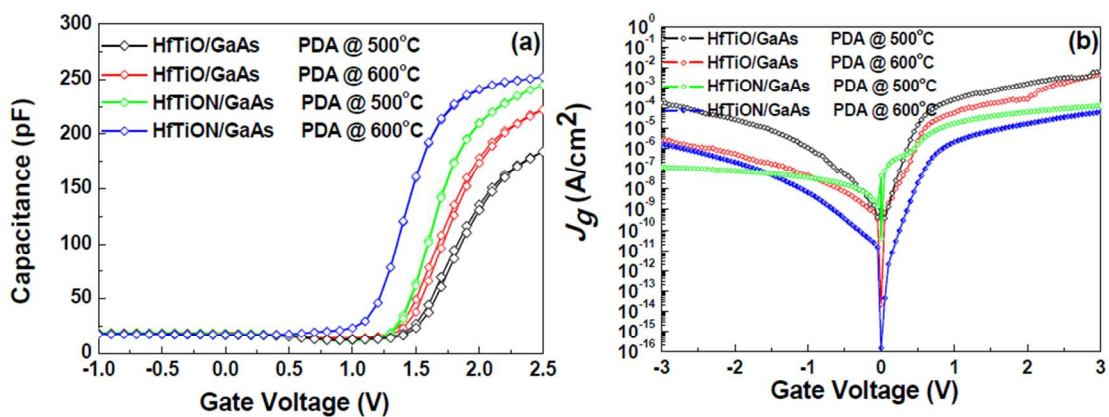 (a)
HfTiO/GaAs PDA @ 500°C
HfTiO/GaAs PDA @ 600°C
HfTiON/GaAs PDA @ 500°C
HfTiON/GaAs PDA @ 600°C
Capacitance (pF)
300
250
200
150
100
50
0
-1.0 -0.5 0.0 0.5 1.0 1.5 2.0 2.5
Gate Voltage (V)
(b)
HfTiO/GaAs PDA @ 500°C
HfTiO/GaAs PDA @ 600°C
HfTiON/GaAs PDA @ 500°C
HfTiON/GaAs PDA @ 600°C
Jg (A/cm2)
10^0
10^-1
10^-2
10^-3
10^-4
10^-5
10^-6
10^-7
10^-8
10^-9
10^-10
10^-11
10^-12
10^-13
10^-14
10^-15
10^-16
-3 -2 -1 0 1 2 3
Gate Voltage (V)